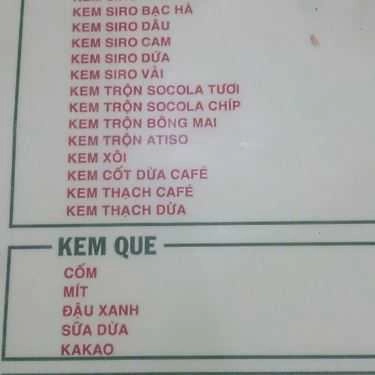 KEM SIRO BẠC HÀ
KEM SIRO DÂU
KEM SIRO CAM
KEM SIRO DỨA
KEM SIRO VẢI
KEM TRỘN SOCOLA TƯƠI
KEM TRỘN SOCOLA CHÍP
KEM TRỘN BÔNG MAI
KEM TRỘN ATISO
KEM XÔI
KEM CỐT DỪA CAFÉ
KEM THẠCH CAFÉ
KEM THẠCH DỪA
KEM QUE
CỐM
MÍT
ĐẬU XANH
SỮA DỪA
KAKAO